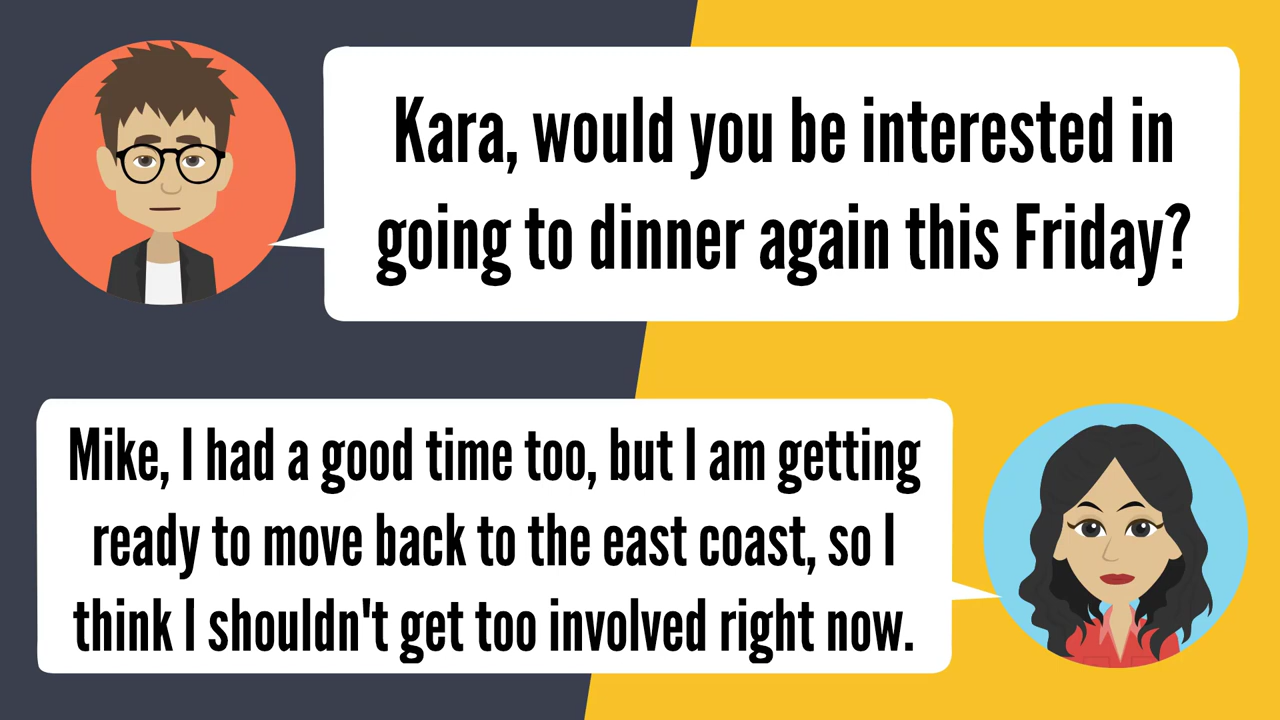 Kara, would you be interested in
going to dinner again this Friday?
Mike, I had a good time too, but I am getting
ready to move back to the east coast, so I
think I shouldn't get too involved right now.